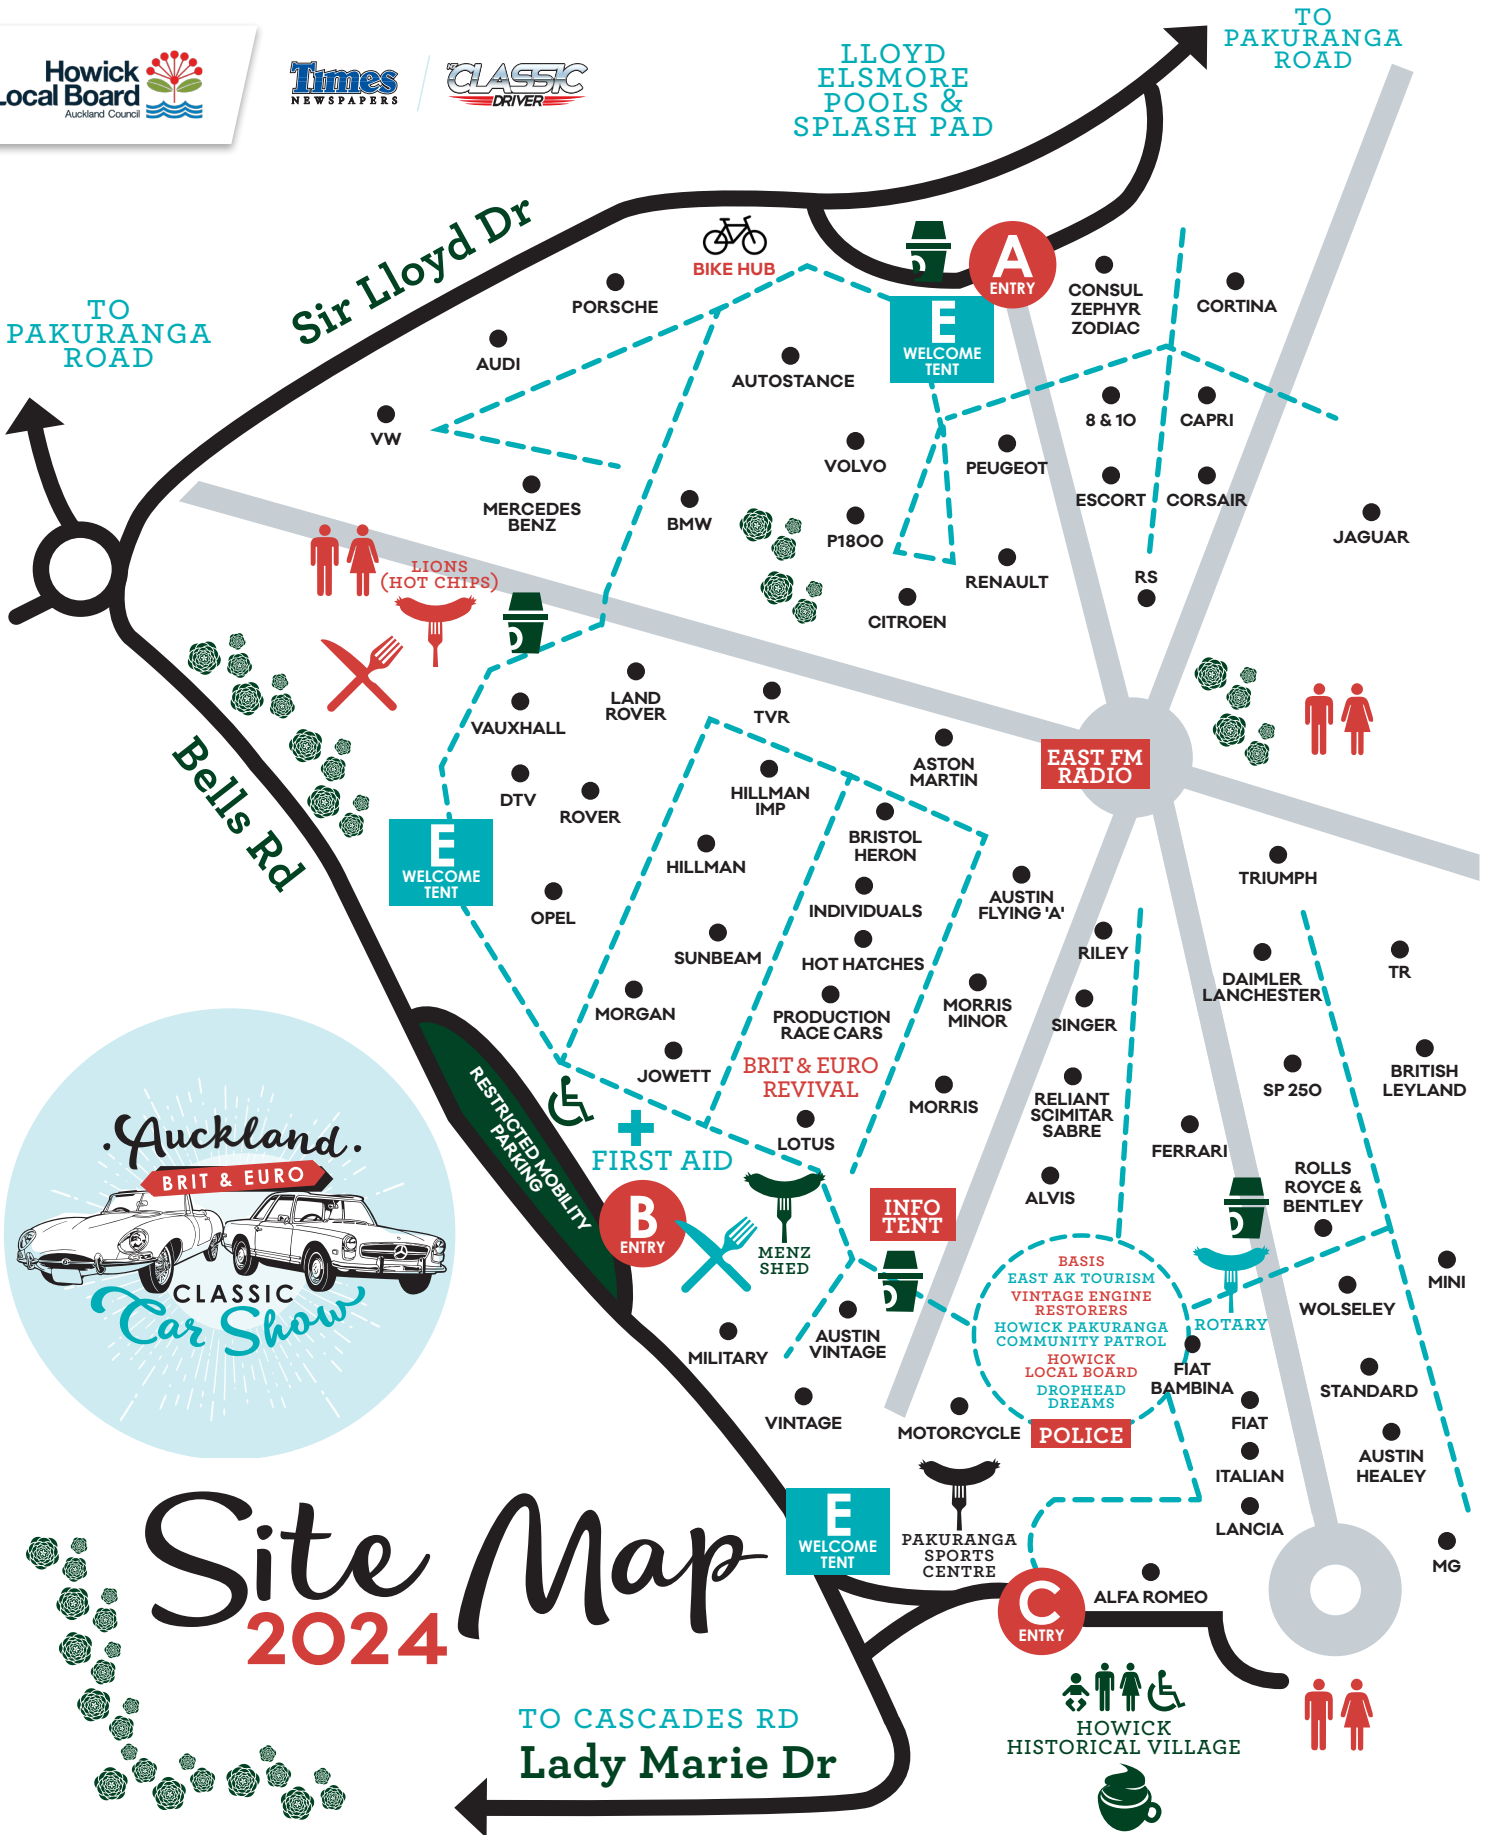 Howick
Local Board
Auckland Council
Times
NEWSPAPERS
NZ CLASSIC
DRIVER
LLOYD
ELSMORE
POOLS &
SPLASH PAD
TO
PAKURANGA
ROAD
TO
PAKURANGA
ROAD
Sir Lloyd Dr
BIKE HUB
A
ENTRY
E
WELCOME
TENT
PORSCHE
AUDI
VW
AUTOSTANCE
CONSUL
ZEPHYR
ZODIAC
CORTINA
8 & 10
CAPRI
VOLVO
PEUGEOT
MERCEDES
BENZ
BMW
P1800
ESCORT
CORSAIR
JAGUAR
LIONS
(HOT CHIPS)
RENAULT
RS
CITROEN
LAND
ROVER
VAUXHALL
TVR
ASTON
MARTIN
EAST FM
RADIO
Bells Rd
DTV
ROVER
HILLMAN
IMP
BRISTOL
HERON
E
WELCOME
TENT
HILLMAN
TRIUMPH
OPEL
INDIVIDUALS
AUSTIN
FLYING 'A'
SUNBEAM
HOT HATCHES
RILEY
DAIMLER
LANCHESTER
TR
MORGAN
PRODUCTION
RACE CARS
MORRIS
MINOR
SINGER
JOWETT
BRIT & EURO
REVIVAL
MORRIS
RELIANT
SCIMITAR
SABRE
SP 250
BRITISH
LEYLAND
RESTRICTED MOBILITY
PARKING
LOTUS
FERRARI
FIRST AID
ALVIS
ROLLS
ROYCE &
BENTLEY
B
ENTRY
MENZ
SHED
INFO
TENT
BASIS
EAST AK TOURISM
VINTAGE ENGINE
RESTORERS
HOWICK PAKURANGA
COMMUNITY PATROL
HOWICK
LOCAL BOARD
DROPHEAD
DREAMS
POLICE
ROTARY
MINI
WOLSELEY
MILITARY
AUSTIN
VINTAGE
FIAT
BAMBINA
STANDARD
VINTAGE
MOTORCYCLE
FIAT
AUSTIN
HEALEY
ITALIAN
LANCIA
MG
Auckland
BRIT & EURO
CLASSIC
Car Show
Site Map
2024
E
WELCOME
TENT
PAKURANGA
SPORTS
CENTRE
C
ENTRY
ALFA ROMEO
HOWICK
HISTORICAL VILLAGE
TO CASCADES RD
Lady Marie Dr